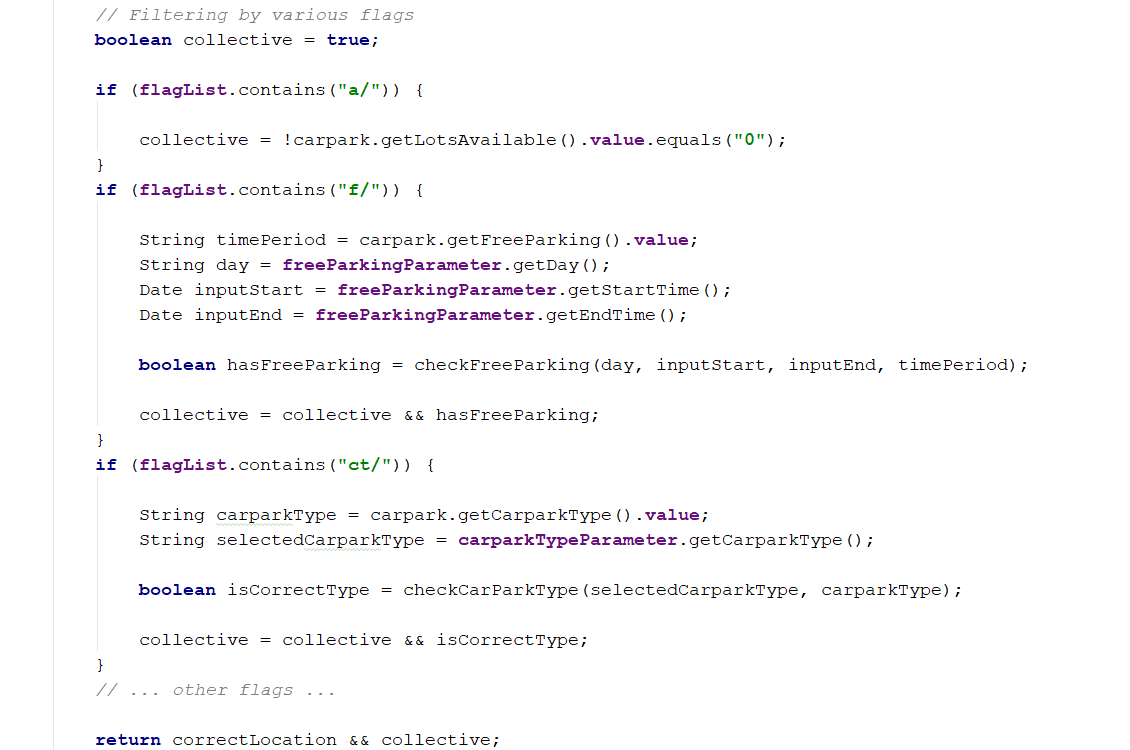 // Filtering by various flags
boolean collective = true;
if (flagList.contains("a/")) {
collective = !carpark.getLotsAvailable().value.equals("0");
}
if (flagList.contains("f/")) {
String timePeriod = carpark.getFreeParking().value;
String day = freeParkingParameter.getDay();
Date inputStart = freeParkingParameter.getStartTime();
Date inputEnd = freeParkingParameter.getEndTime();
boolean hasFreeParking = checkFreeParking(day, inputStart, inputEnd, timePeriod);
collective = collective && hasFreeParking;
}
if (flagList.contains("ct/")) {
String carparkType = carpark.getCarparkType().value;
String selectedCarparkType = carparkTypeParameter.getCarparkType();
boolean isCorrectType = checkCarParkType(selectedCarparkType, carparkType);
collective = collective && isCorrectType;
}
// ... other flags ...
return correctLocation && collective;